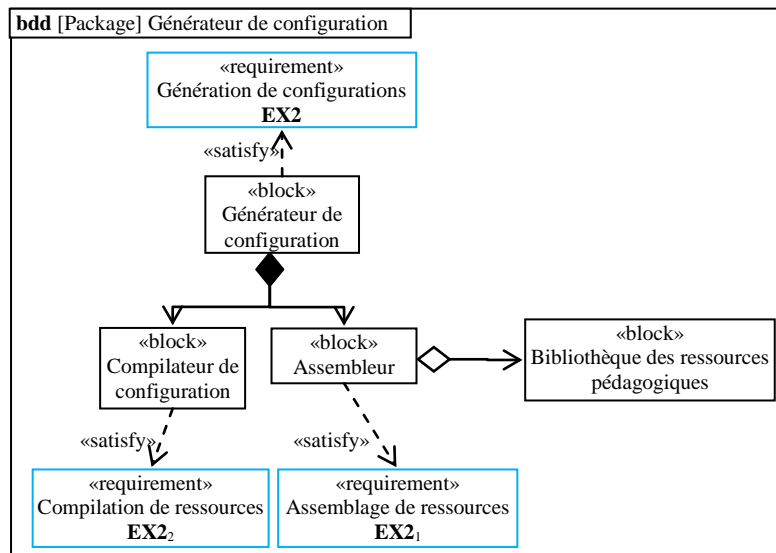 bdd [Package] Générateur de configuration
«requirement»
Génération de configurations
EX2
«satisfy»
«block»
Générateur de
configuration
«block»
Compilateur de
configuration
«block»
Assembleur
«block»
Bibliothèque des ressources
pédagogiques
«satisfy»
«satisfy»
«requirement»
Compilation de ressources
EX2₂
«requirement»
Assemblage de ressources
EX2₁